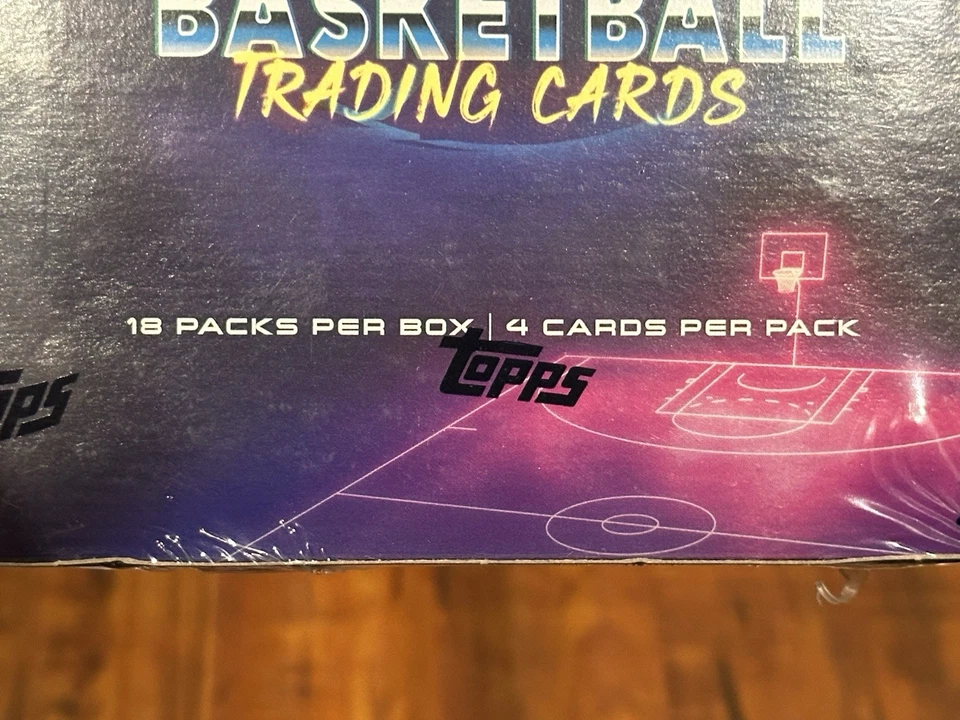 BASKETBALL
TRADING CARDS
18 PACKS PER BOX | 4 CARDS PER PACK
Topps